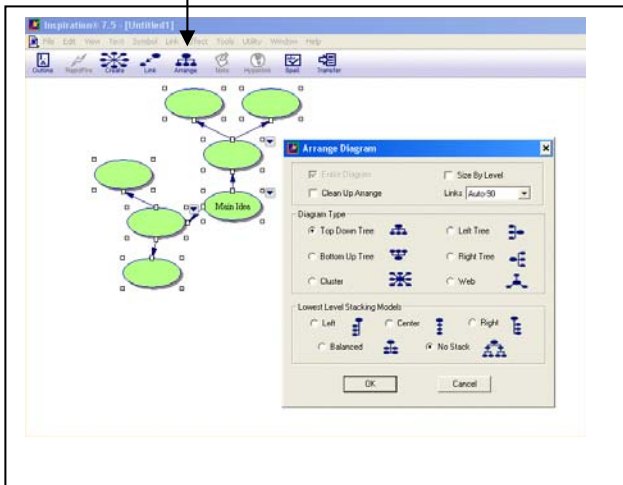 Inspiration® 7.5 - [Untitled1]
File Edit View Text Symbol Link Effect Tools Utility Window Help
Outline RapidFire Create Link Arrange Note Hyperlink Spell Transfer
Main Idea
Arrange Diagram
Entire Diagram Size By Level
Clean Up Arrange Links Auto-90
Diagram Type
Top Down Tree Left Tree
Bottom Up Tree Right Tree
Cluster Web
Lowest Level Stacking Models
Left Center Right
Balanced No Stack
OK Cancel